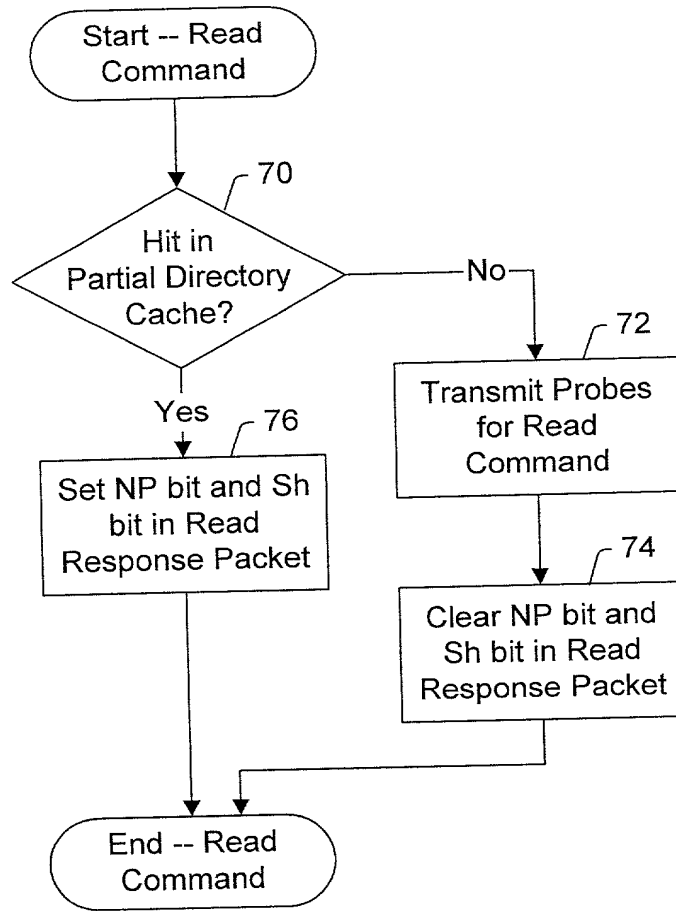 Start -- Read
Command
70
Hit in
Partial Directory
Cache?
No
72
Transmit Probes
for Read
Command
Yes
76
Set NP bit and Sh
bit in Read
Response Packet
74
Clear NP bit and
Sh bit in Read
Response Packet
End -- Read
Command